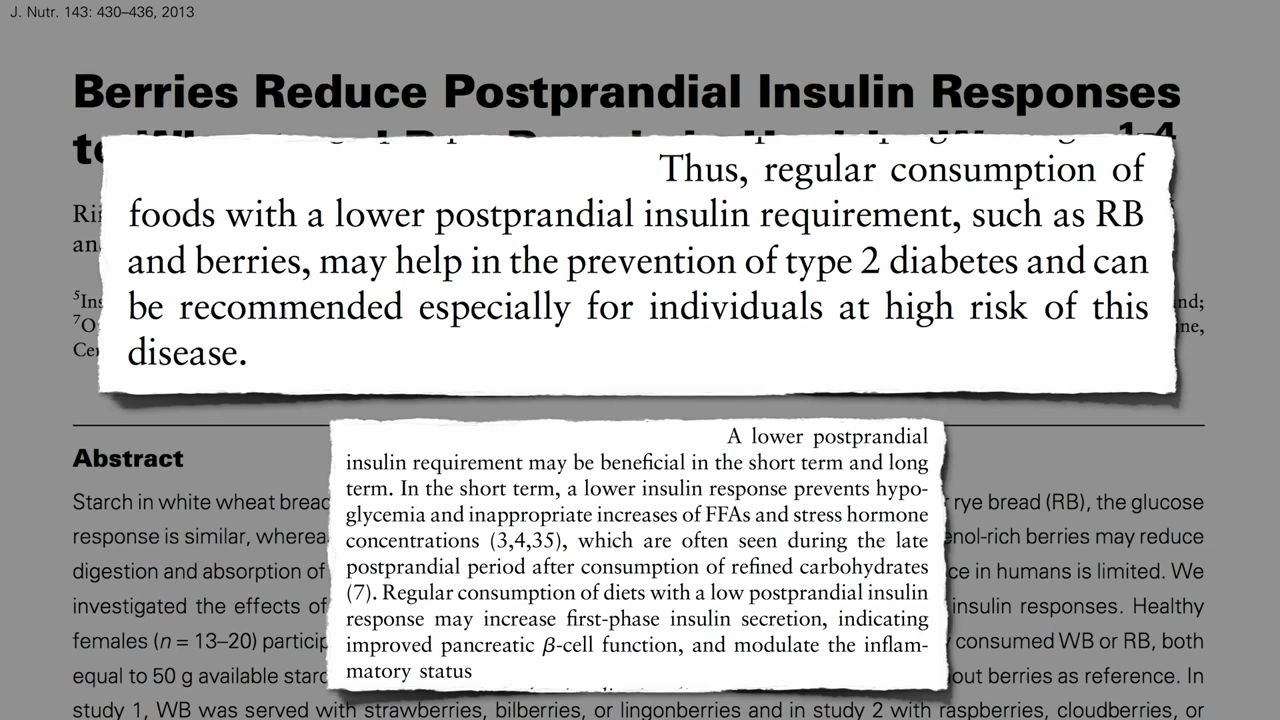 J. Nutr. 143: 430–436, 2013
Berries Reduce Postprandial Insulin Responses
Thus, regular consumption of
foods with a lower postprandial insulin requirement, such as RB
and berries, may help in the prevention of type 2 diabetes and can
be recommended especially for individuals at high risk of this
disease.
A lower postprandial
insulin requirement may be beneficial in the short term and long
term. In the short term, a lower insulin response prevents hypo-
glycemia and inappropriate increases of FFAs and stress hormone
concentrations (3,4,35), which are often seen during the late
postprandial period after consumption of refined carbohydrates
(7). Regular consumption of diets with a low postprandial insulin
response may increase first-phase insulin secretion, indicating
improved pancreatic β-cell function, and modulate the inflam-
matory status
Abstract
Starch in white wheat bread rye bread (RB), the glucose
response is similar, berries may reduce
digestion and absorption of in humans is limited. We
investigated the effects of insulin responses. Healthy
females (n = 13–20) consumed WB or RB, both
equal to 50 g available berries as reference. In
study 1, WB was served with strawberries, bilberries, or lingonberries and in study 2 with raspberries, cloudberries, or